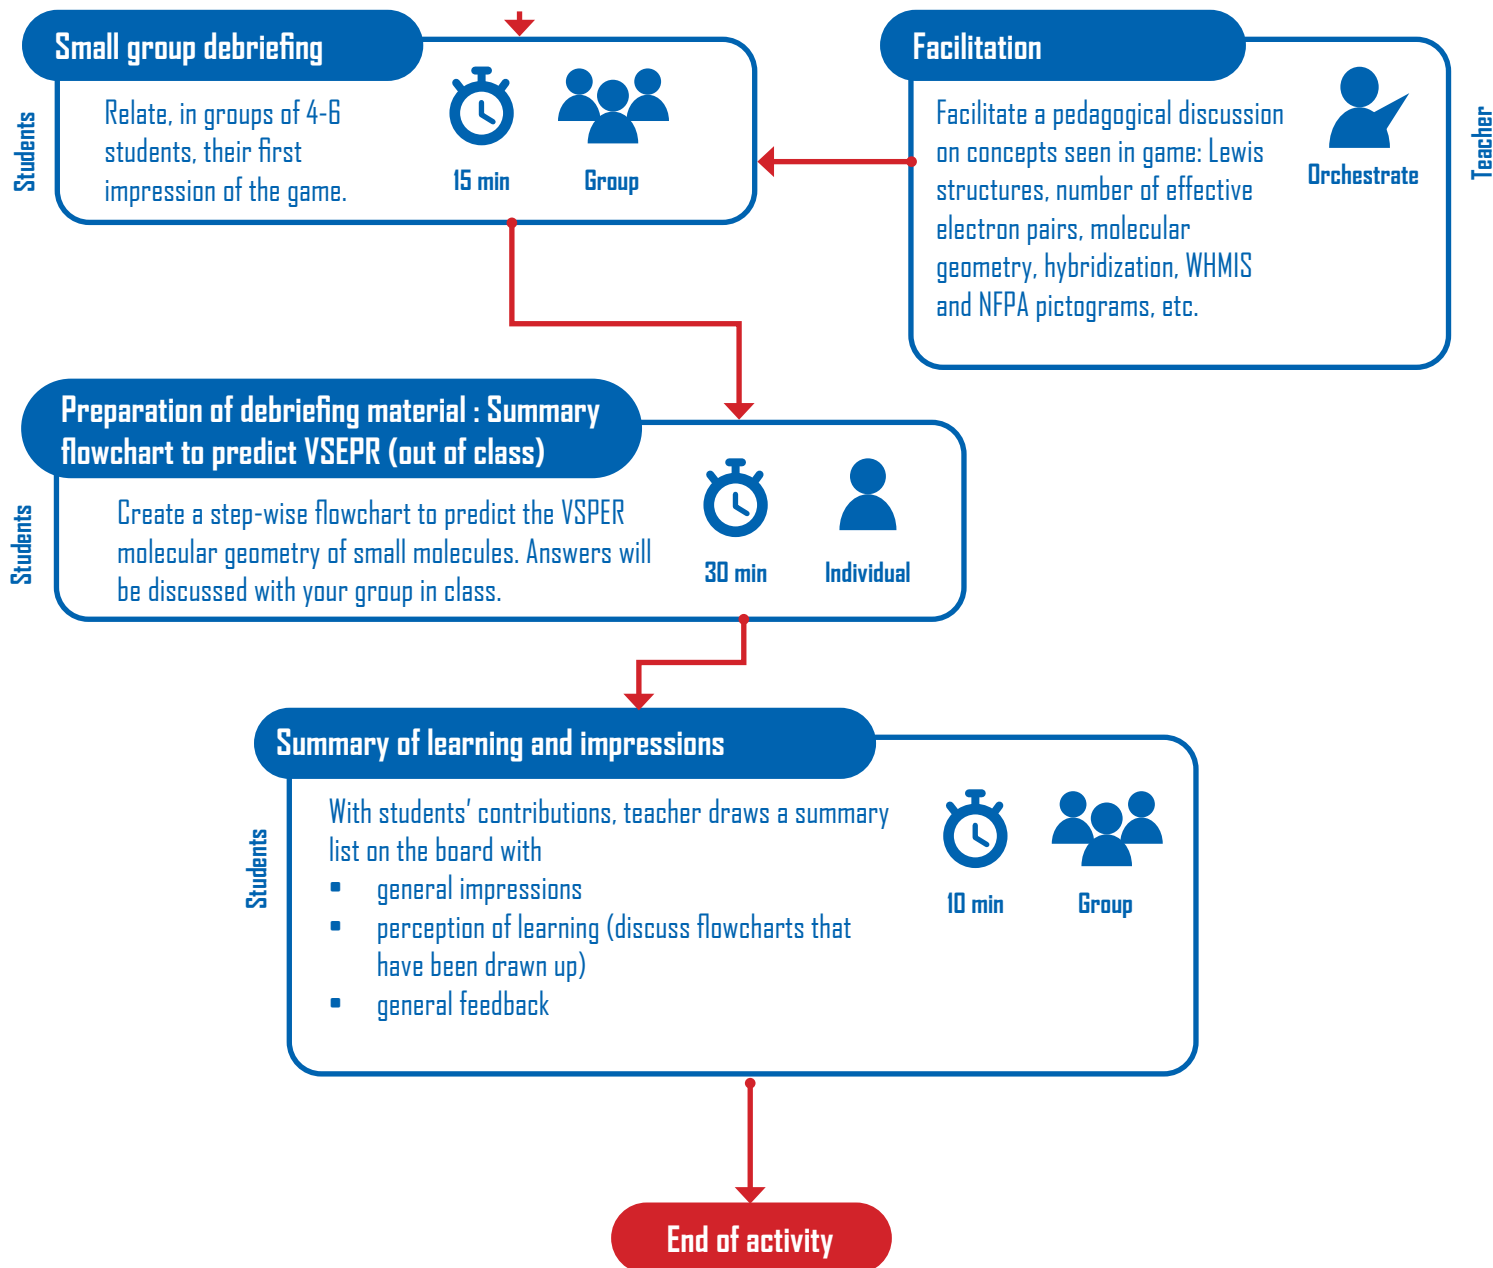 Small group debriefing
Students
Relate, in groups of 4-6
students, their first
impression of the game.
15 min
Group
Facilitation
Facilitate a pedagogical discussion
on concepts seen in game: Lewis
structures, number of effective
electron pairs, molecular
geometry, hybridization, WHMIS
and NFPA pictograms, etc.
Orchestrate
Teacher
Preparation of debriefing material : Summary
flowchart to predict VSEPR (out of class)
Students
Create a step-wise flowchart to predict the VSPER
molecular geometry of small molecules. Answers will
be discussed with your group in class.
30 min
Individual
Summary of learning and impressions
Students
With students’ contributions, teacher draws a summary
list on the board with
▪ general impressions
▪ perception of learning (discuss flowcharts that
have been drawn up)
▪ general feedback
10 min
Group
End of activity